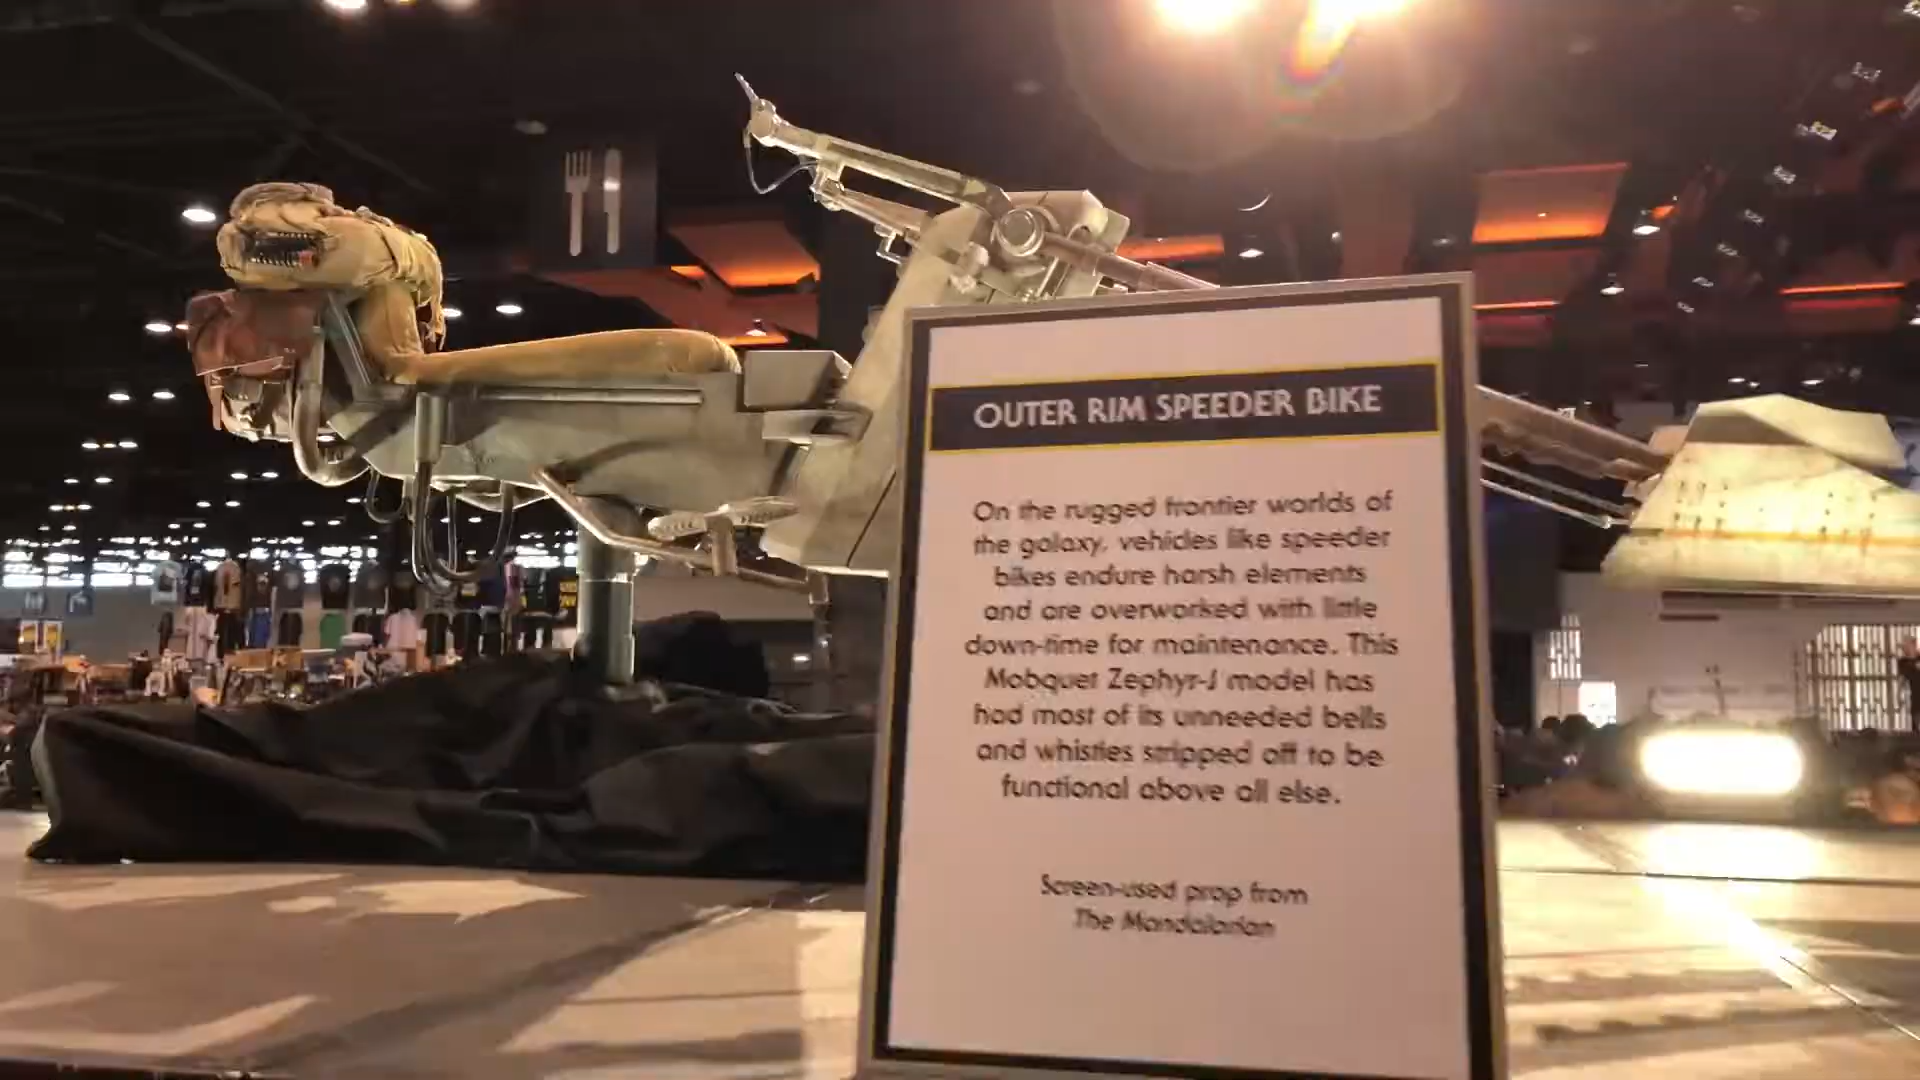 OUTER RIM SPEEDER BIKE
On the rugged frontier worlds of
the galaxy, vehicles like speeder
bikes endure harsh elements
and are overworked with little
down-time for maintenance. This
Mobquet Zephyr-J model has
had most of its unneeded bells
and whistles stripped off to be
functional above all else.
Screen-used prop from
The Mandalorian